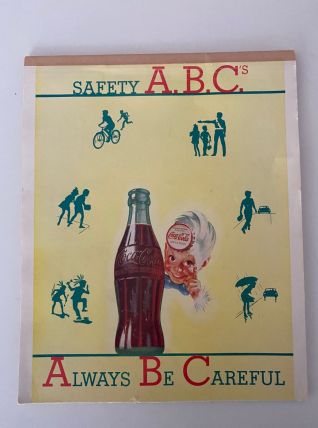 SAFETY A.B.C.'S
Coca-Cola
Coca-Cola
ALWAYS BE CAREFUL